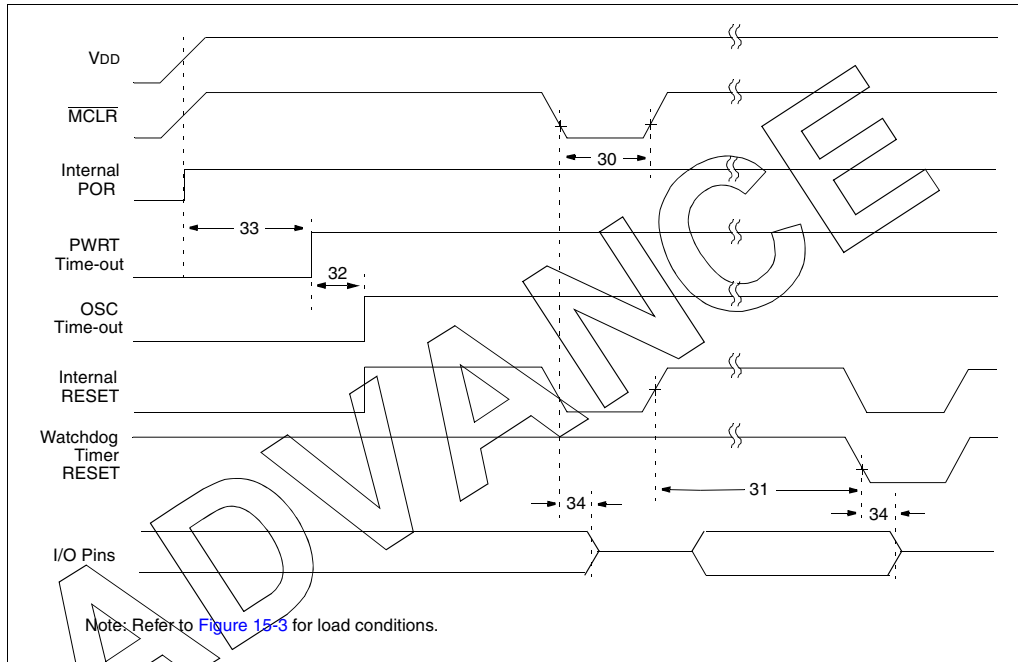 VDD
MCLR
30
Internal
POR
33
PWRT
Time-out
32
OSC
Time-out
Internal
RESET
Watchdog
Timer
RESET
31
34
34
I/O Pins
Note: Refer to Figure 15-3 for load conditions.
ADVANCE